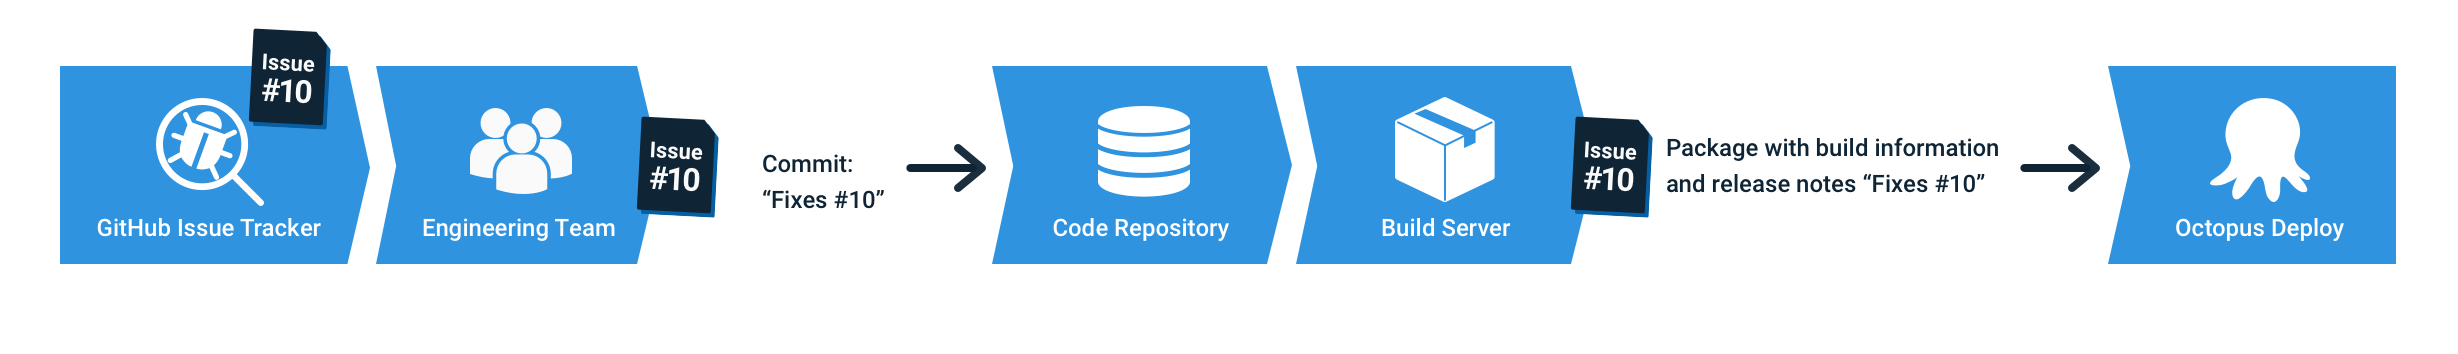 Issue
#10
GitHub Issue Tracker
Engineering Team
Issue
#10
Commit:
“Fixes #10”
Code Repository
Build Server
Issue
#10
Package with build information
and release notes “Fixes #10”
Octopus Deploy